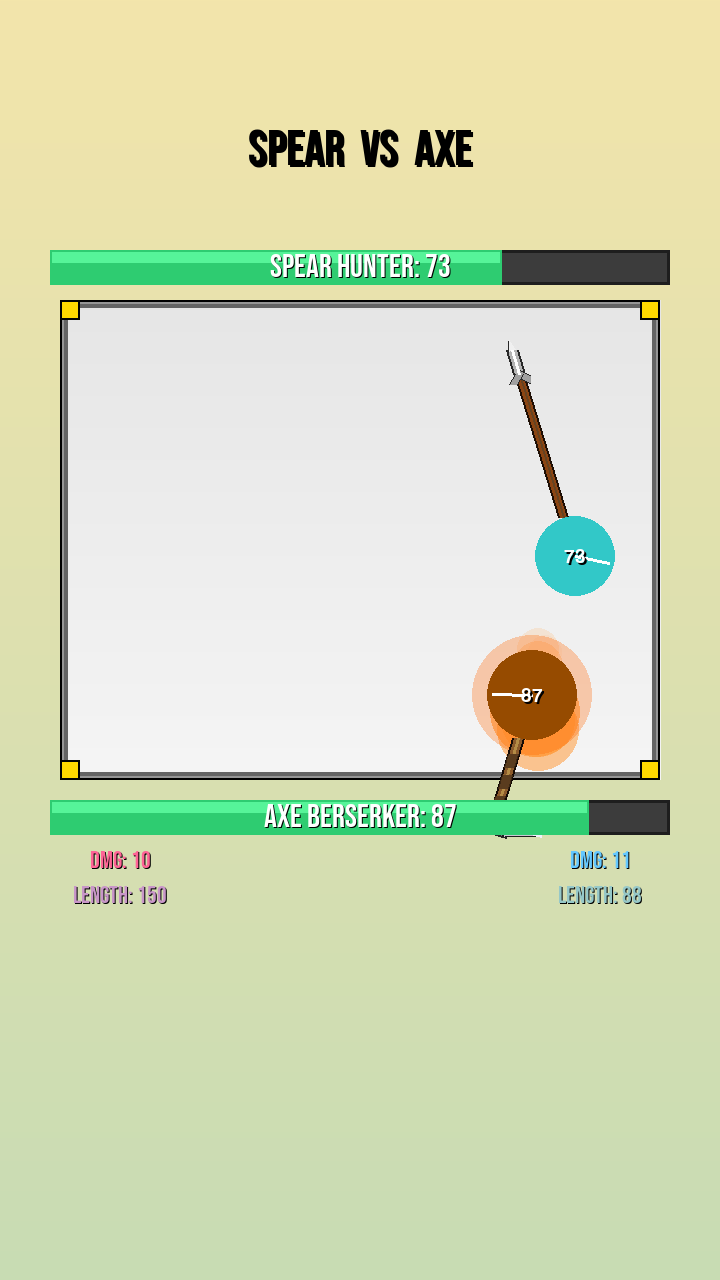 SPEAR VS AXE
SPEAR HUNTER: 73
73
87
AXE BERSERKER: 87
DMG: 10
DMG: 11
LENGTH: 150
LENGTH: 88